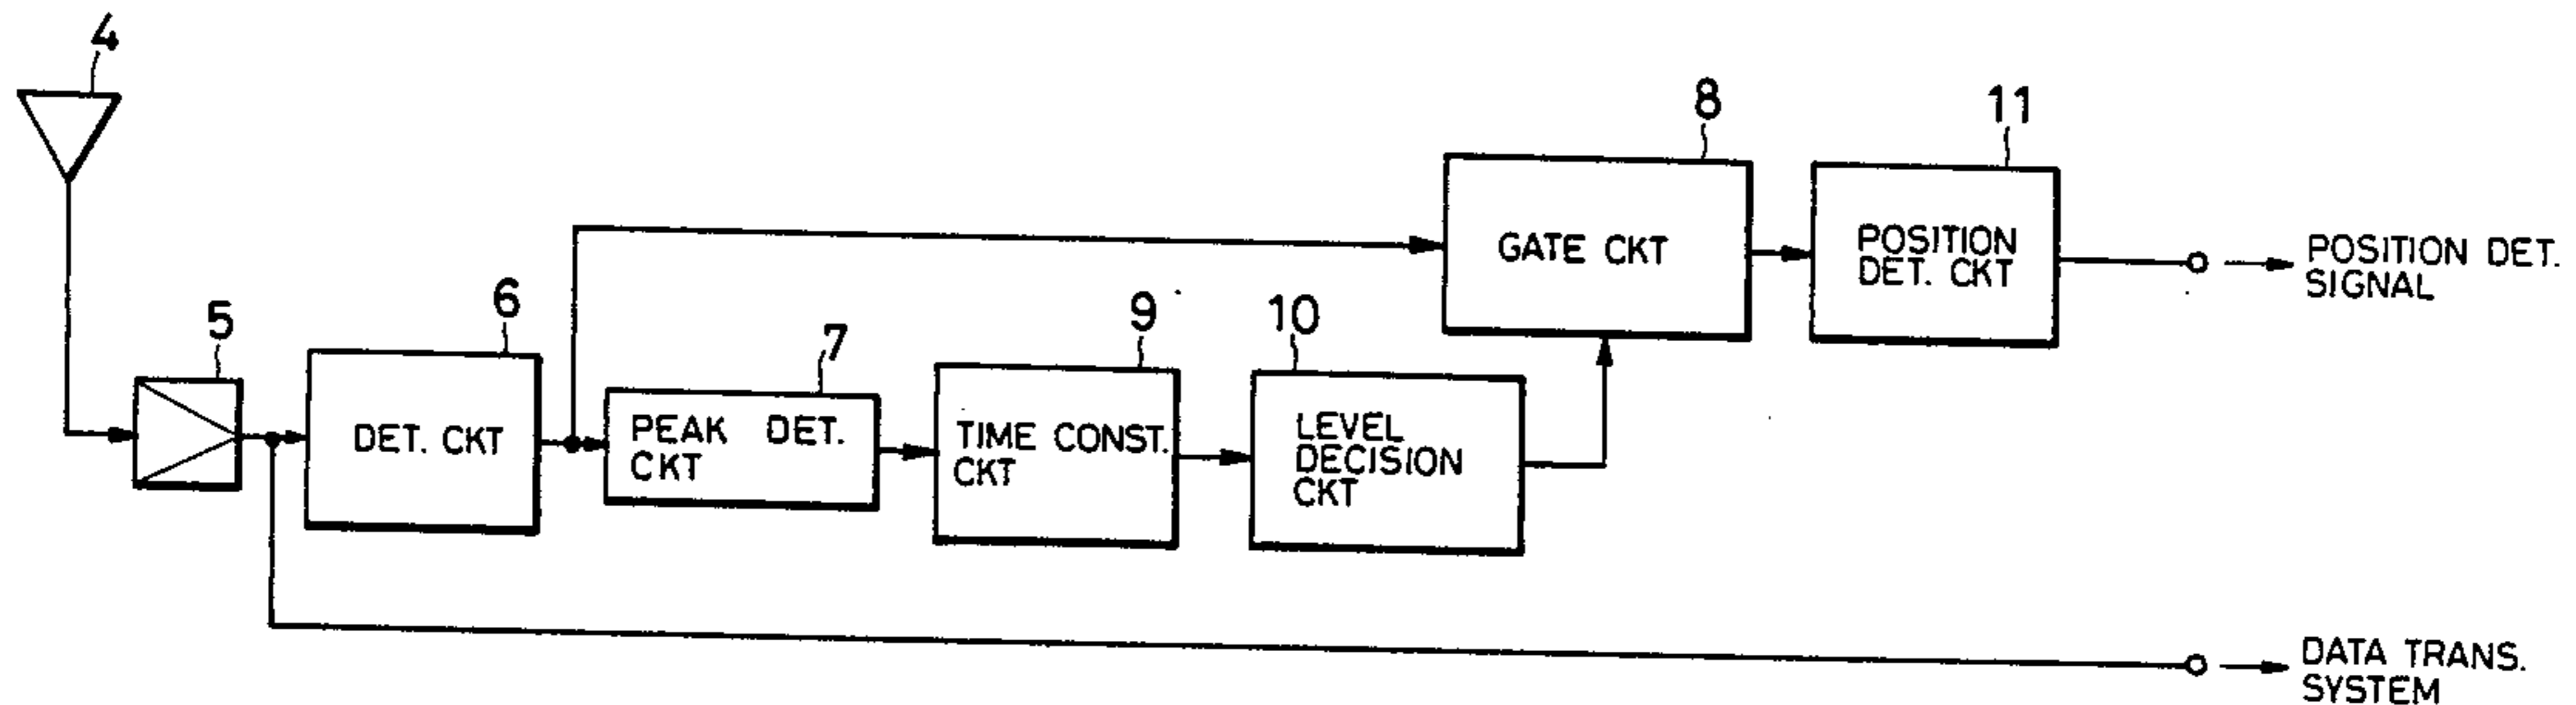 4
8
11
GATE CKT
POSITION
DET. CKT
POSITION DET.
SIGNAL
5
6
7
9
10
DET. CKT
PEAK DET.
CKT
TIME CONST.
CKT
LEVEL
DECISION
CKT
DATA TRANS.
SYSTEM